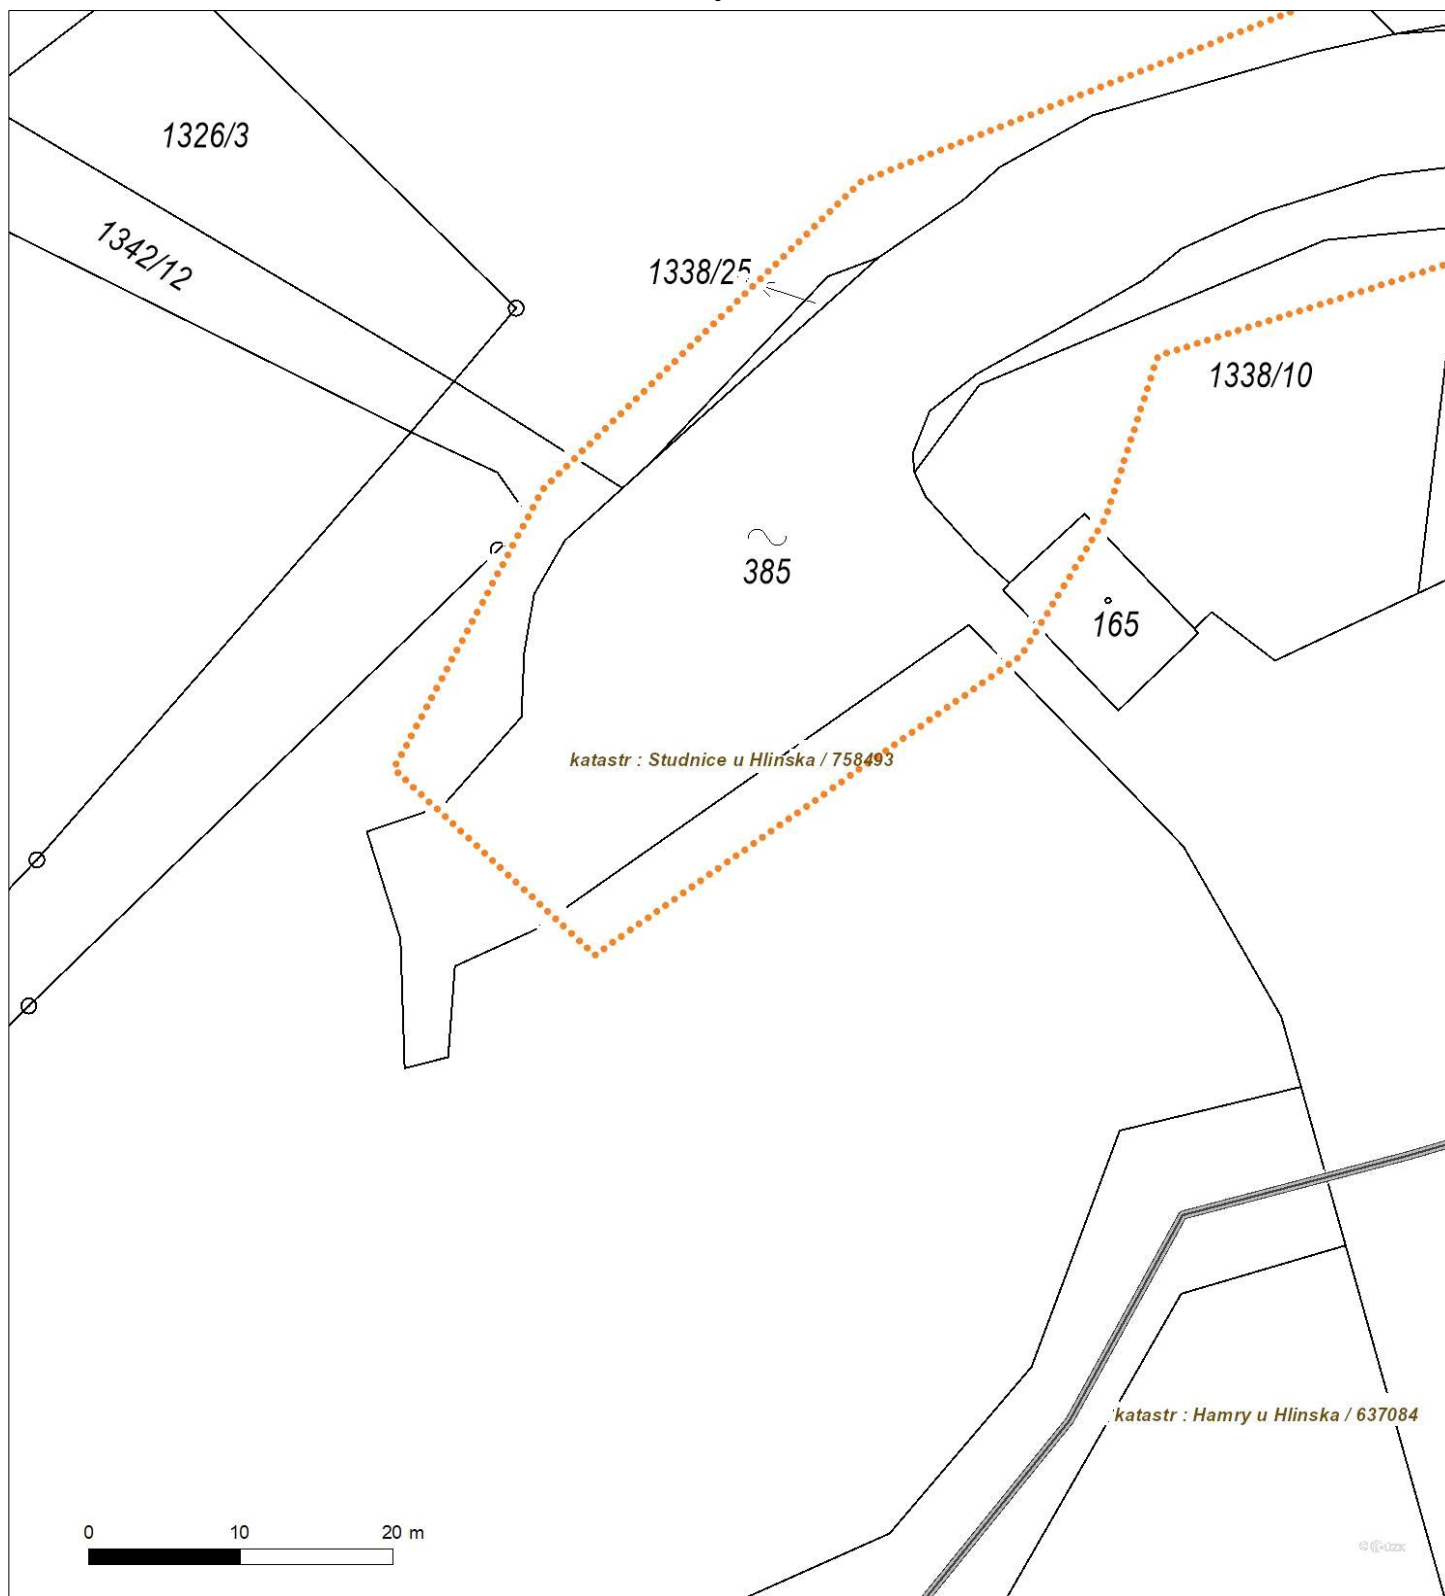 1326/3
1342/12
1338/25
1338/10
385
165
katastr : Studnice u Hlinska / 758493
katastr : Hamry u Hlinska / 637084
0 10 20 m